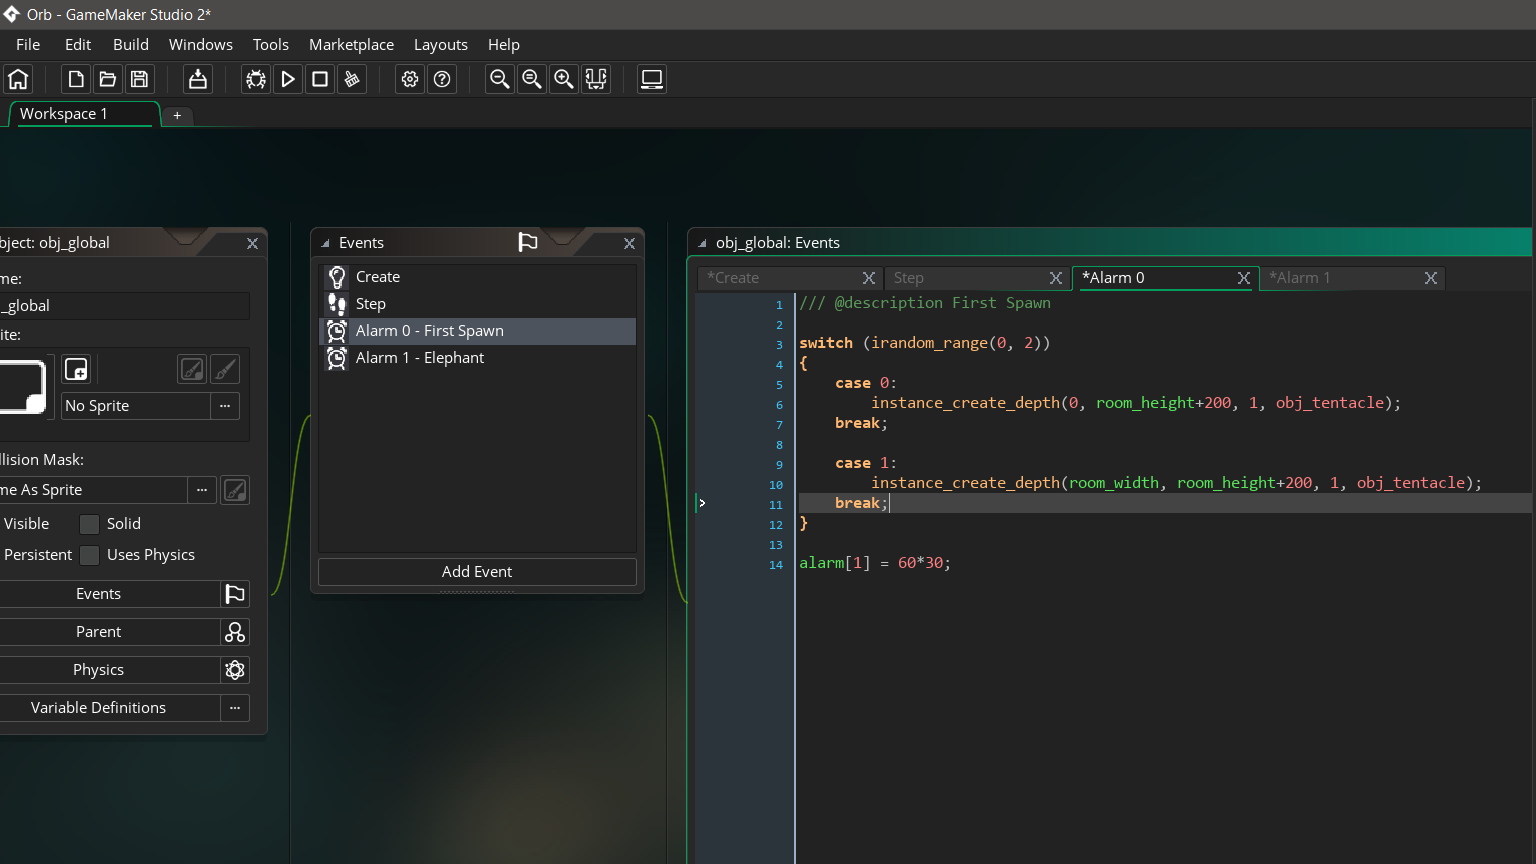 Orb - GameMaker Studio 2*
File Edit Build Windows Tools Marketplace Layouts Help
Workspace 1 +
bject: obj_global
me:
_global
ite:
No Sprite ...
llision Mask:
me As Sprite ...
Visible Solid
Persistent Uses Physics
Events
Parent
Physics
Variable Definitions ...
Events
Create
Step
Alarm 0 - First Spawn
Alarm 1 - Elephant
Add Event
obj_global: Events
*Create Step *Alarm 0 *Alarm 1
1 /// @description First Spawn
2
3 switch (irandom_range(0, 2))
4 {
5 case 0:
6 instance_create_depth(0, room_height+200, 1, obj_tentacle);
7 break;
8
9 case 1:
10 instance_create_depth(room_width, room_height+200, 1, obj_tentacle);
11 break;
12 }
13
14 alarm[1] = 60*30;